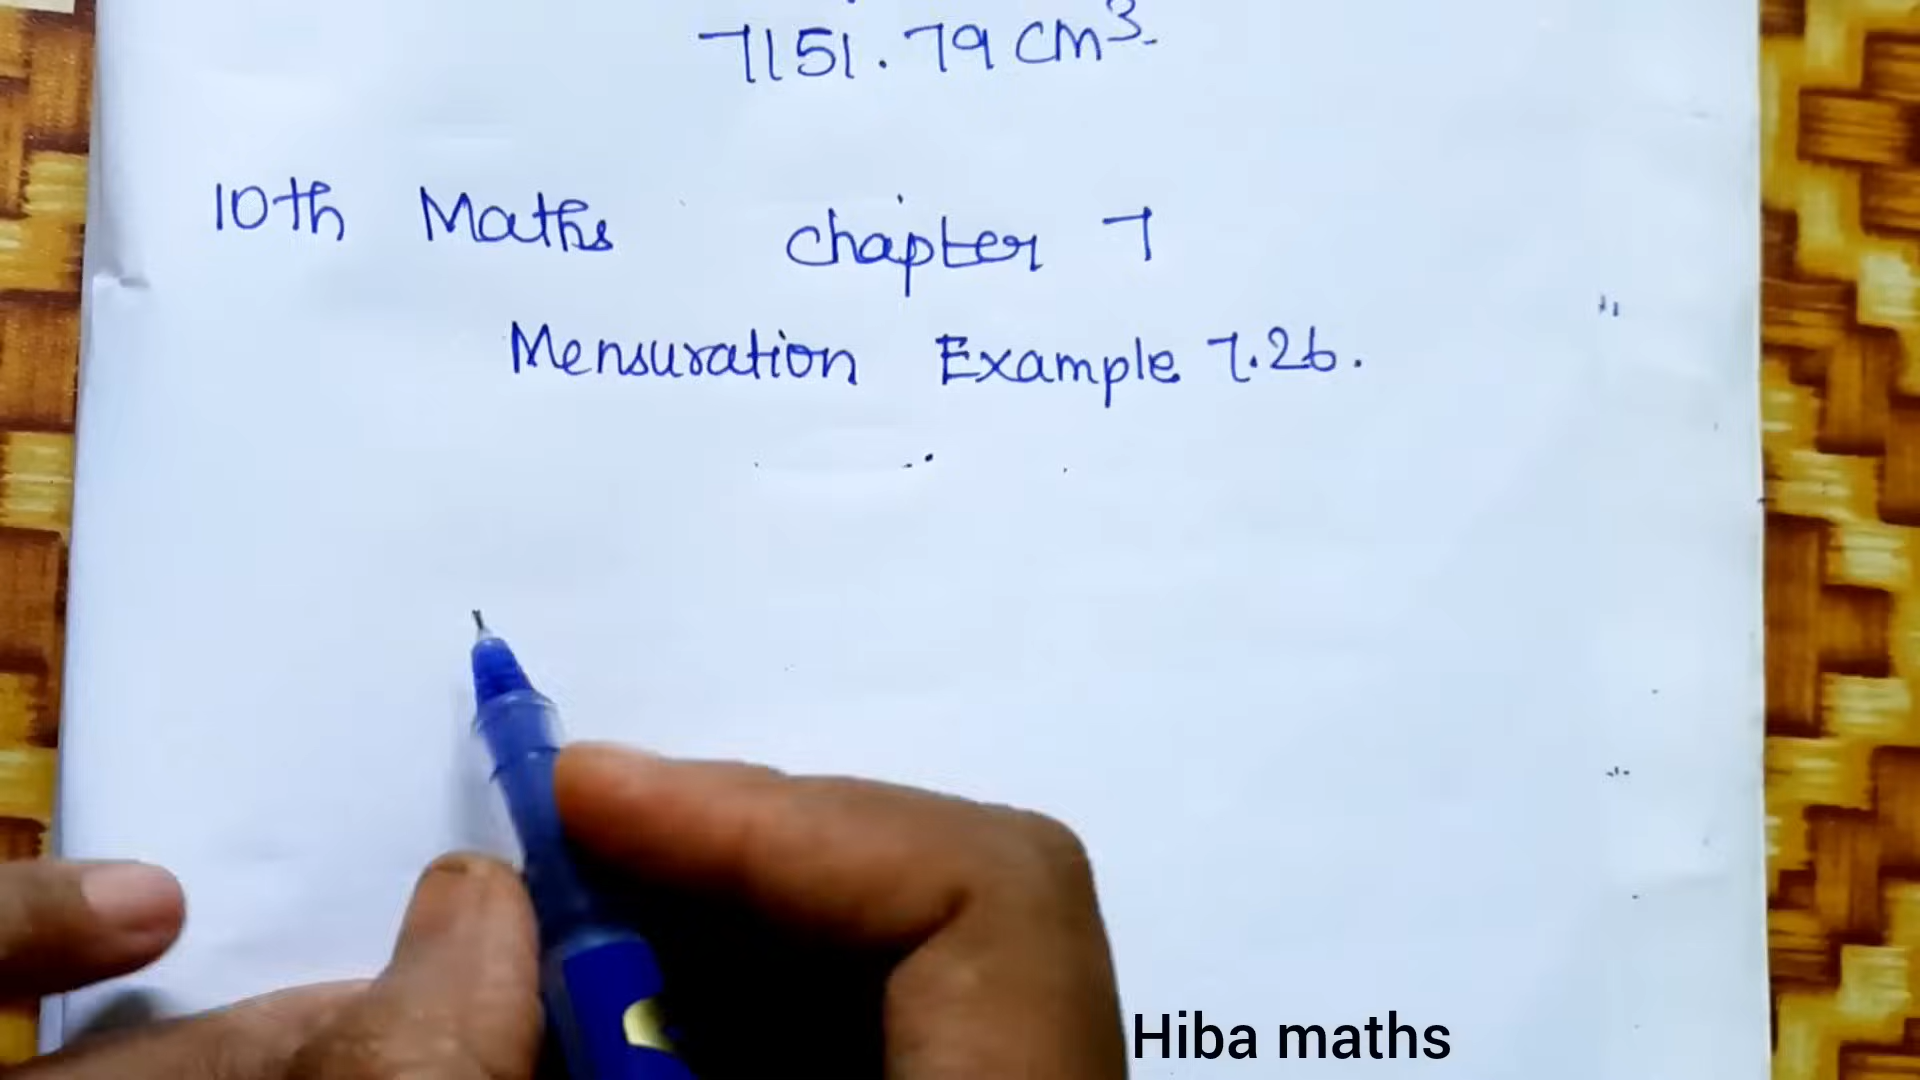 7151.79 cm³.
10th Maths chapter 7
Mensuration Example 7.26.
Hiba maths